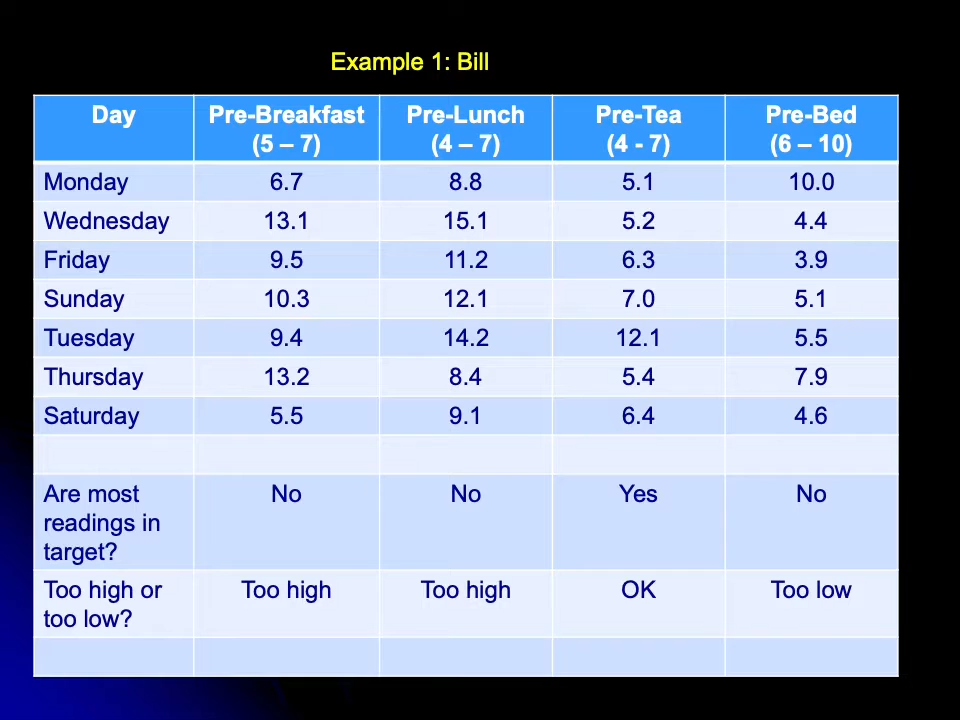 Example 1: Bill
Day Pre-Breakfast Pre-Lunch Pre-Tea Pre-Bed
(5 – 7) (4 – 7) (4 - 7) (6 – 10)
Monday 6.7 8.8 5.1 10.0
Wednesday 13.1 15.1 5.2 4.4
Friday 9.5 11.2 6.3 3.9
Sunday 10.3 12.1 7.0 5.1
Tuesday 9.4 14.2 12.1 5.5
Thursday 13.2 8.4 5.4 7.9
Saturday 5.5 9.1 6.4 4.6
Are most No No Yes No
readings in
target?
Too high or Too high Too high OK Too low
too low?